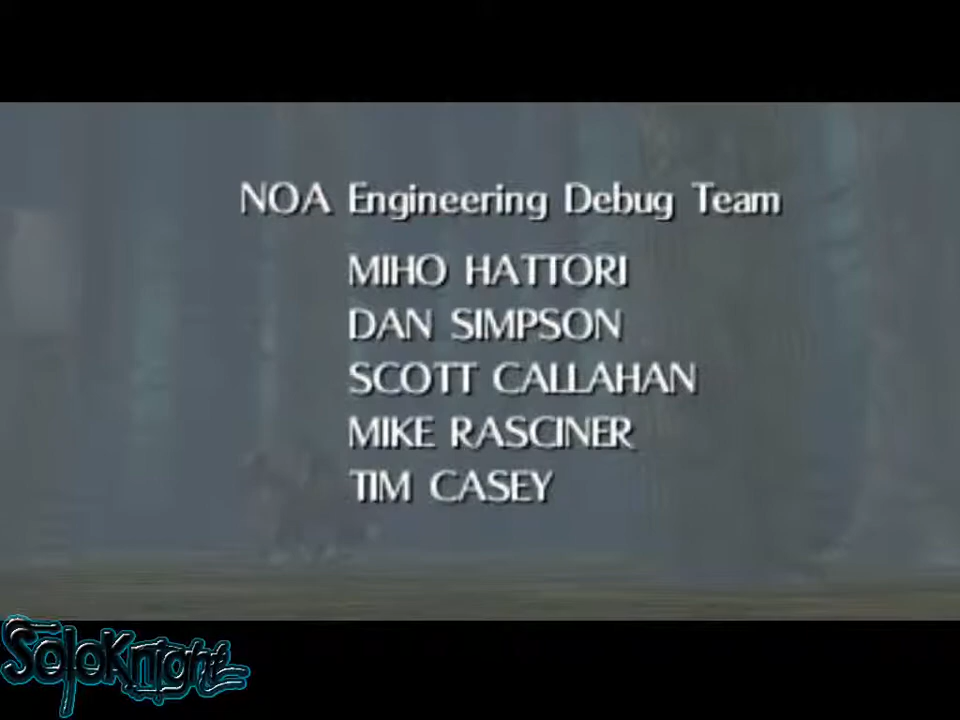 NOA Engineering Debug Team
MIHO HATTORI
DAN SIMPSON
SCOTT CALLAHAN
MIKE RASCINER
TIM CASEY
SoloKnight